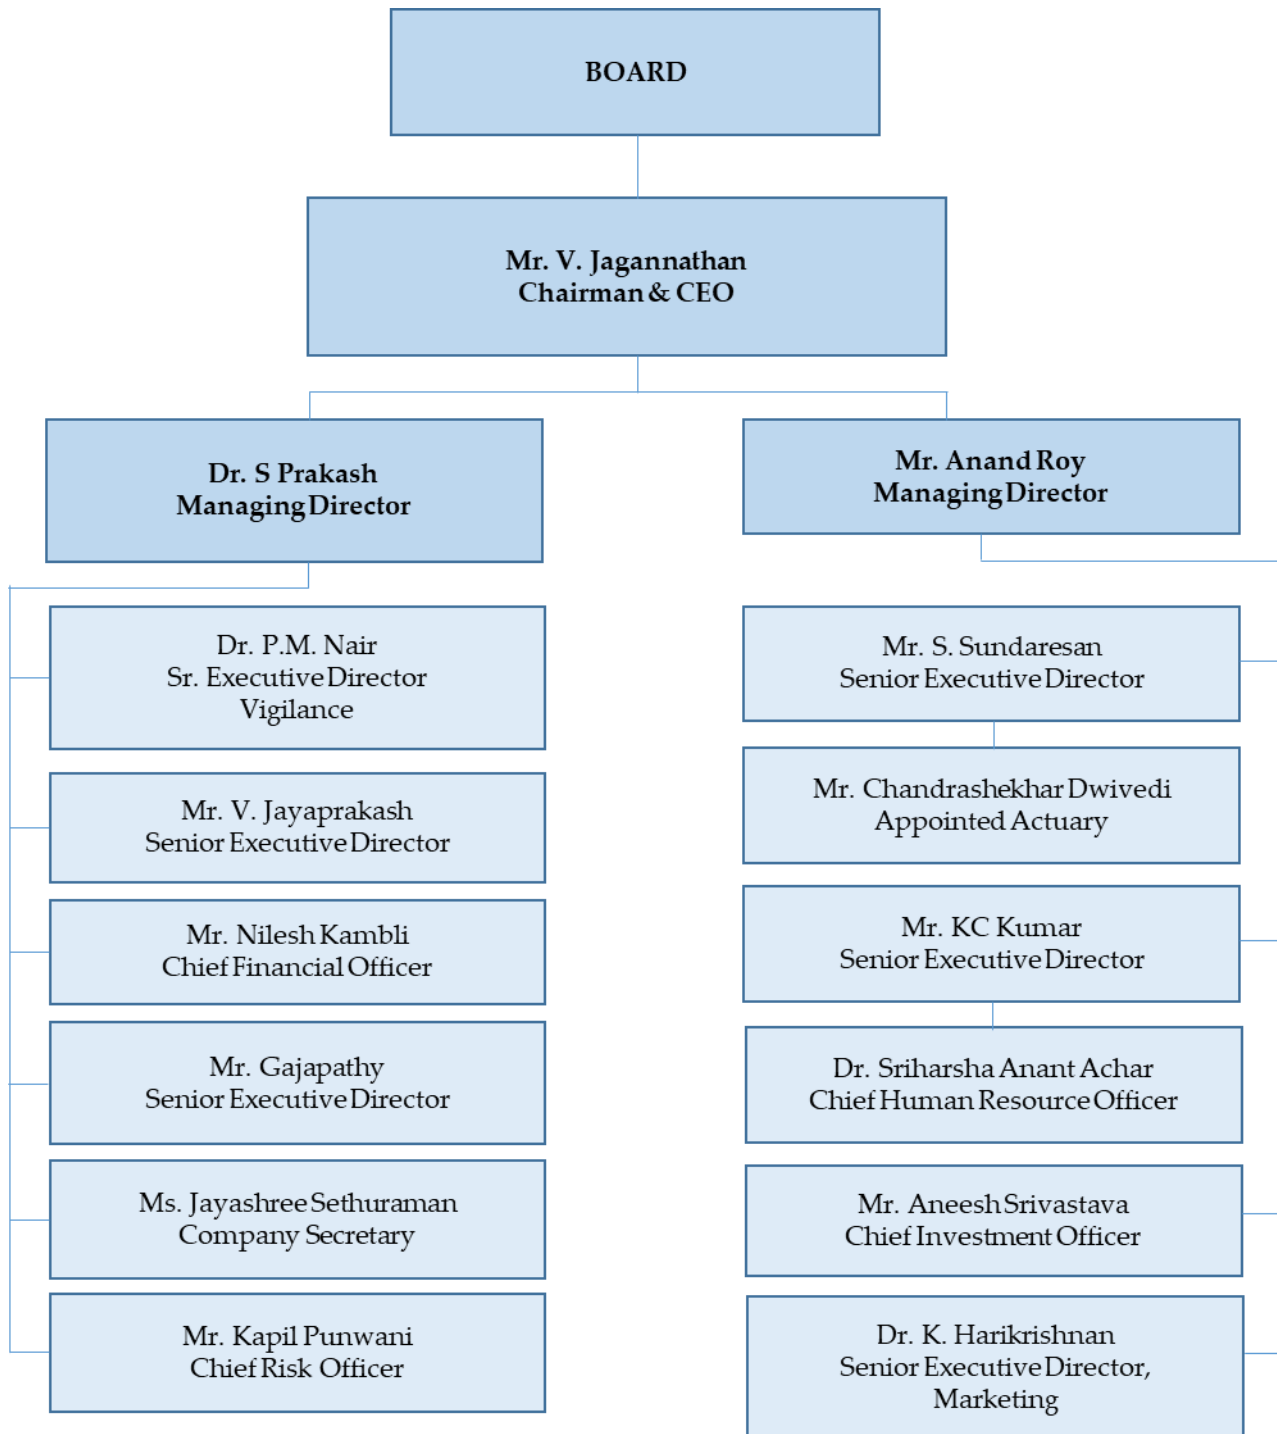 BOARD
Mr. V. Jagannathan
Chairman & CEO
Dr. S Prakash
Managing Director
Mr. Anand Roy
Managing Director
Dr. P.M. Nair
Sr. Executive Director
Vigilance
Mr. V. Jayaprakash
Senior Executive Director
Mr. Nilesh Kambli
Chief Financial Officer
Mr. Gajapathy
Senior Executive Director
Ms. Jayashree Sethuraman
Company Secretary
Mr. Kapil Punwani
Chief Risk Officer
Mr. S. Sundaresan
Senior Executive Director
Mr. Chandrashekhar Dwivedi
Appointed Actuary
Mr. KC Kumar
Senior Executive Director
Dr. Sriharsha Anant Achar
Chief Human Resource Officer
Mr. Aneesh Srivastava
Chief Investment Officer
Dr. K. Harikrishnan
Senior Executive Director,
Marketing